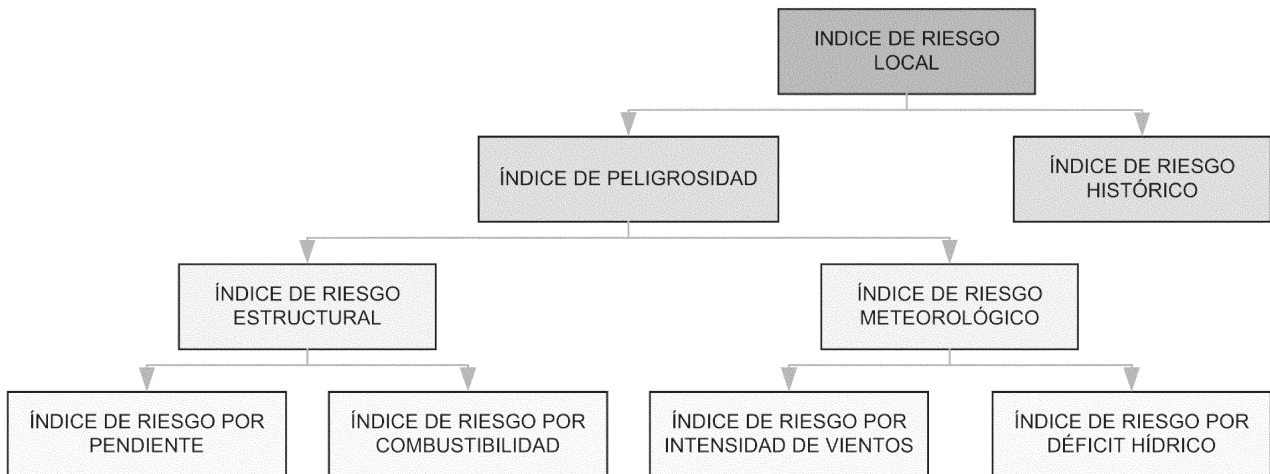 INDICE DE RIESGO
LOCAL
ÍNDICE DE PELIGROSIDAD
ÍNDICE DE RIESGO
HISTÓRICO
ÍNDICE DE RIESGO
ESTRUCTURAL
ÍNDICE DE RIESGO
METEOROLÓGICO
ÍNDICE DE RIESGO POR
PENDIENTE
ÍNDICE DE RIESGO POR
COMBUSTIBILIDAD
ÍNDICE DE RIESGO POR
INTENSIDAD DE VIENTOS
ÍNDICE DE RIESGO POR
DÉFICIT HÍDRICO